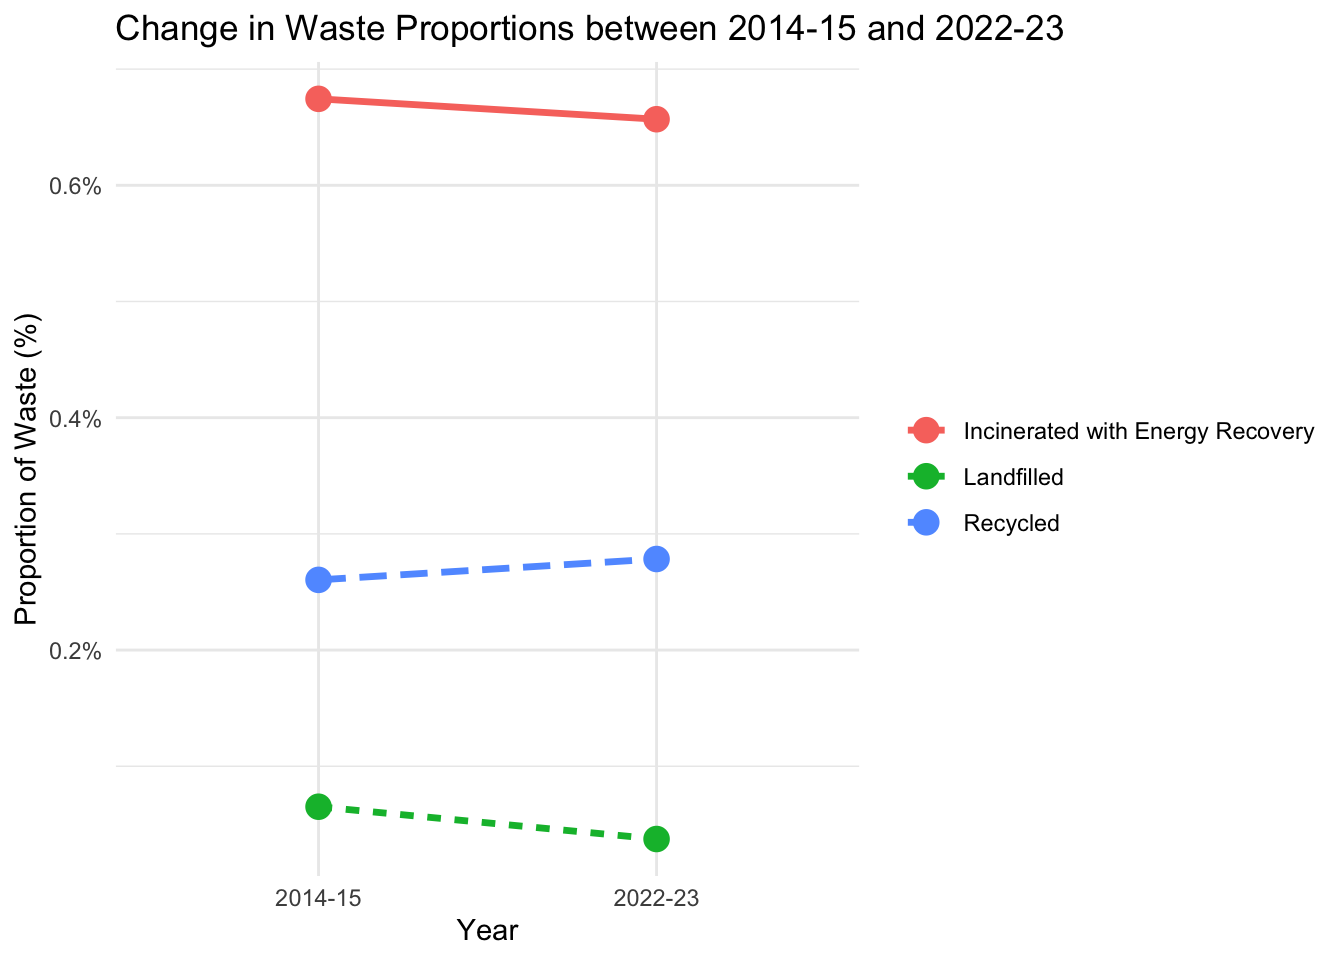 Change in Waste Proportions between 2014-15 and 2022-23
Proportion of Waste (%)
0.6%
0.4%
0.2%
2014-15
2022-23
Year
Incinerated with Energy Recovery
Landfilled
Recycled